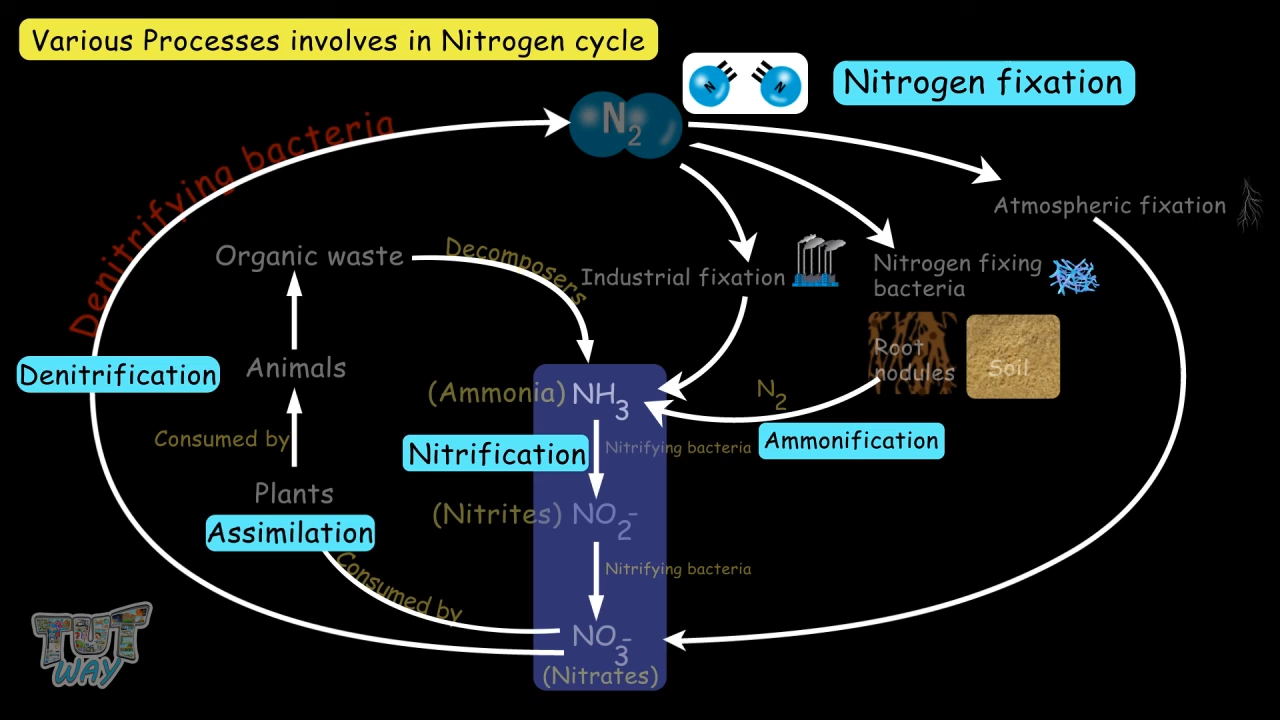 Various Processes involves in Nitrogen cycle
N
N
Nitrogen fixation
N2
Denitrifying bacteria
Atmospheric fixation
Organic waste
Decomposers
Industrial fixation
Nitrogen fixing
bacteria
Root
nodules
Soil
Denitrification
Animals
(Ammonia) NH3
N2
Consumed by
Nitrification
Nitrifying bacteria
Ammonification
Plants
(Nitrites) NO2-
Assimilation
Consumed by
Nitrifying bacteria
NO3-
(Nitrates)
TUT
WAY